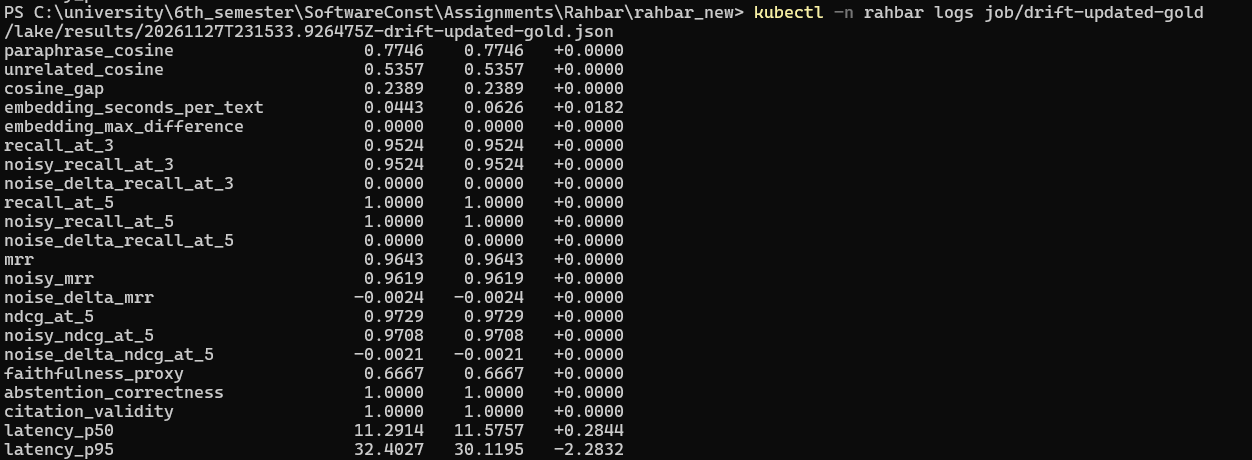 PS C:\university\6th_semester\SoftwareConst\Assignments\Rahbar\rahbar_new> kubectl -n rahbar logs job/drift-updated-gold
/lake/results/20261127T231533.926475Z-drift-updated-gold.json
paraphrase_cosine 0.7746 0.7746 +0.0000
unrelated_cosine 0.5357 0.5357 +0.0000
cosine_gap 0.2389 0.2389 +0.0000
embedding_seconds_per_text 0.0443 0.0626 +0.0182
embedding_max_difference 0.0000 0.0000 +0.0000
recall_at_3 0.9524 0.9524 +0.0000
noisy_recall_at_3 0.9524 0.9524 +0.0000
noise_delta_recall_at_3 0.0000 0.0000 +0.0000
recall_at_5 1.0000 1.0000 +0.0000
noisy_recall_at_5 1.0000 1.0000 +0.0000
noise_delta_recall_at_5 0.0000 0.0000 +0.0000
mrr 0.9643 0.9643 +0.0000
noisy_mrr 0.9619 0.9619 +0.0000
noise_delta_mrr -0.0024 -0.0024 +0.0000
ndcg_at_5 0.9729 0.9729 +0.0000
noisy_ndcg_at_5 0.9708 0.9708 +0.0000
noise_delta_ndcg_at_5 -0.0021 -0.0021 +0.0000
faithfulness_proxy 0.6667 0.6667 +0.0000
abstention_correctness 1.0000 1.0000 +0.0000
citation_validity 1.0000 1.0000 +0.0000
latency_p50 11.2914 11.5757 +0.2844
latency_p95 32.4027 30.1195 -2.2832